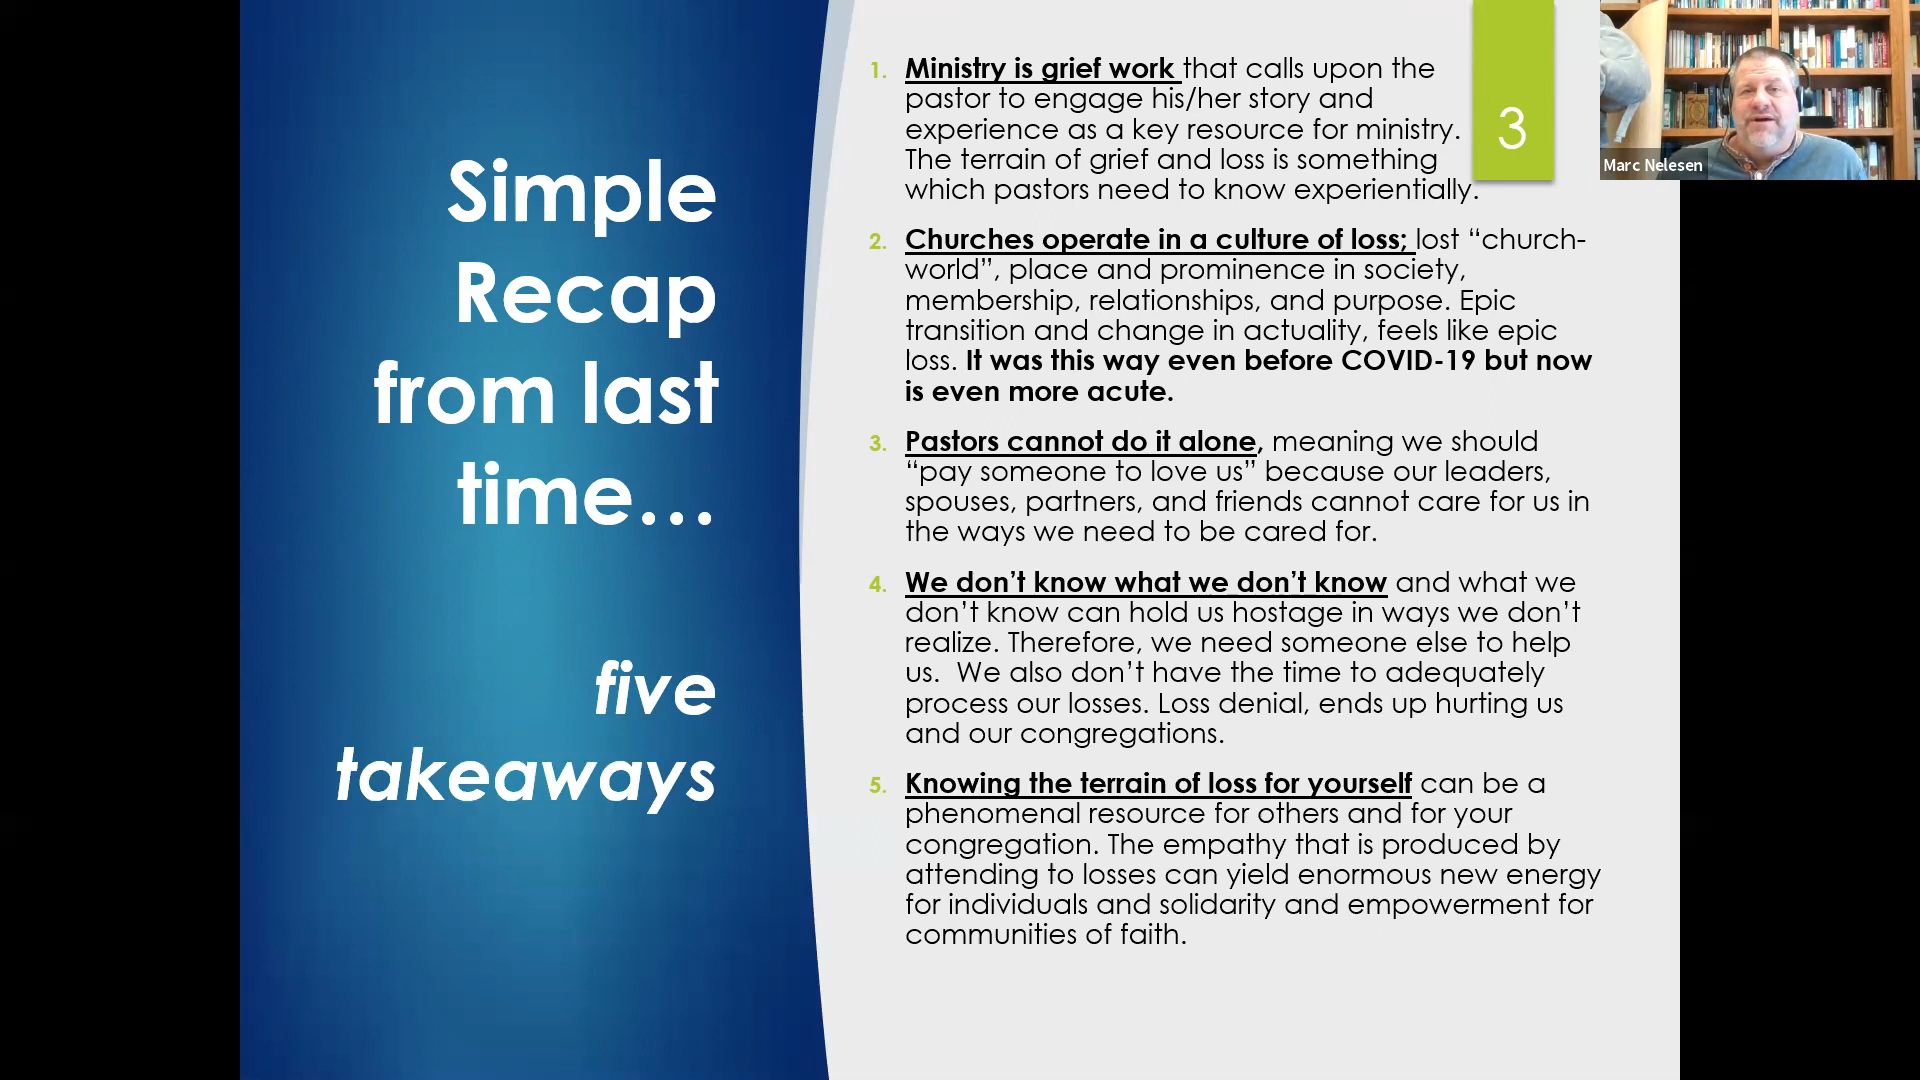 Simple
Recap
from last
time…
five
takeaways
1. Ministry is grief work that calls upon the
pastor to engage his/her story and
experience as a key resource for ministry.
The terrain of grief and loss is something
which pastors need to know experientially.
2. Churches operate in a culture of loss; lost “church-
world”, place and prominence in society,
membership, relationships, and purpose. Epic
transition and change in actuality, feels like epic
loss. It was this way even before COVID-19 but now
is even more acute.
3. Pastors cannot do it alone, meaning we should
“pay someone to love us” because our leaders,
spouses, partners, and friends cannot care for us in
the ways we need to be cared for.
4. We don’t know what we don’t know and what we
don’t know can hold us hostage in ways we don’t
realize. Therefore, we need someone else to help
us.  We also don’t have the time to adequately
process our losses. Loss denial, ends up hurting us
and our congregations.
5. Knowing the terrain of loss for yourself can be a
phenomenal resource for others and for your
congregation. The empathy that is produced by
attending to losses can yield enormous new energy
for individuals and solidarity and empowerment for
communities of faith.
3
Marc Nelesen